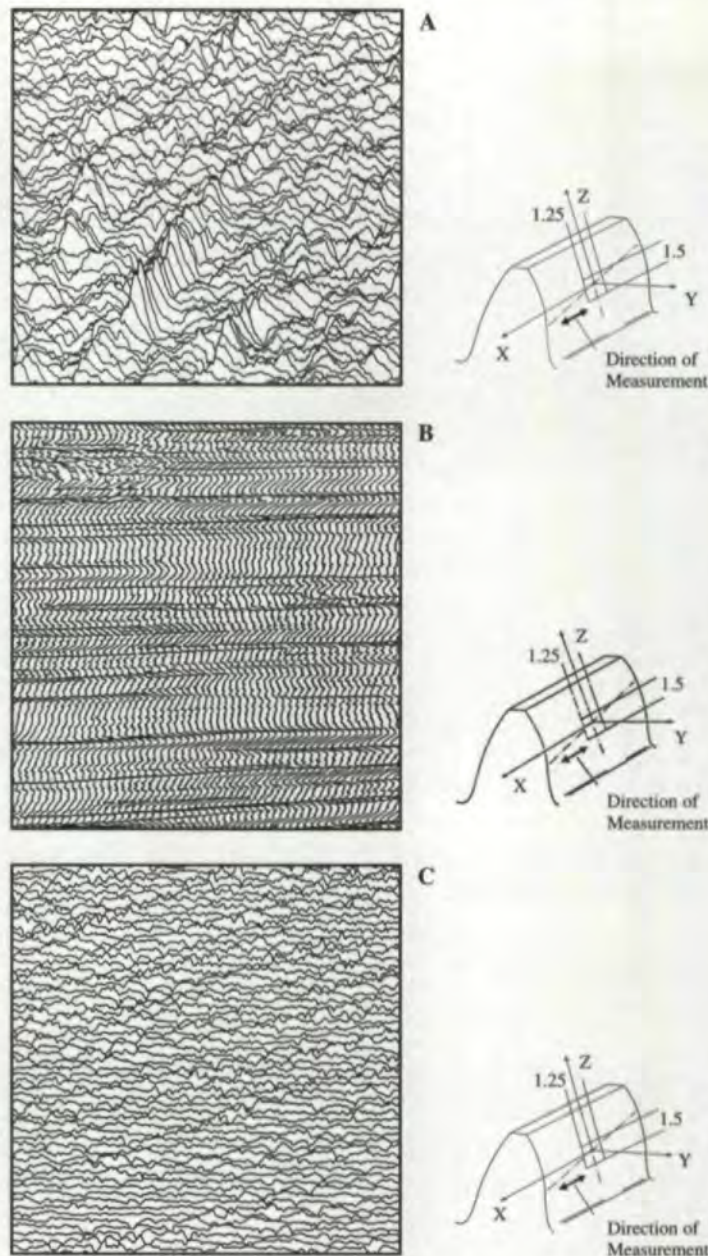 A
Z
1.25
1.5
Y
X
Direction of
Measurement
B
Z
1.25
1.5
Y
X
Direction of
Measurement
C
Z
1.25
1.5
Y
X
Direction of
Measurement